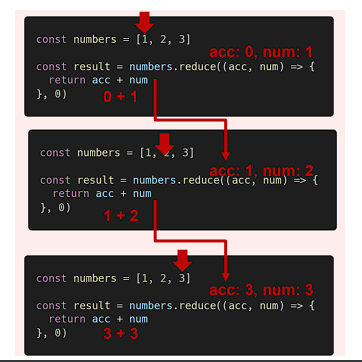 const numbers = [1, 2, 3]
acc: 0, num: 1
const result = numbers.reduce((acc, num) => {
return acc + num
}, 0)
0 + 1
const numbers = [1, 2, 3]
acc: 1, num: 2
const result = numbers.reduce((acc, num) => {
return acc + num
}, 0)
1 + 2
const numbers = [1, 2, 3]
acc: 3, num: 3
const result = numbers.reduce((acc, num) => {
return acc + num
}, 0)
3 + 3